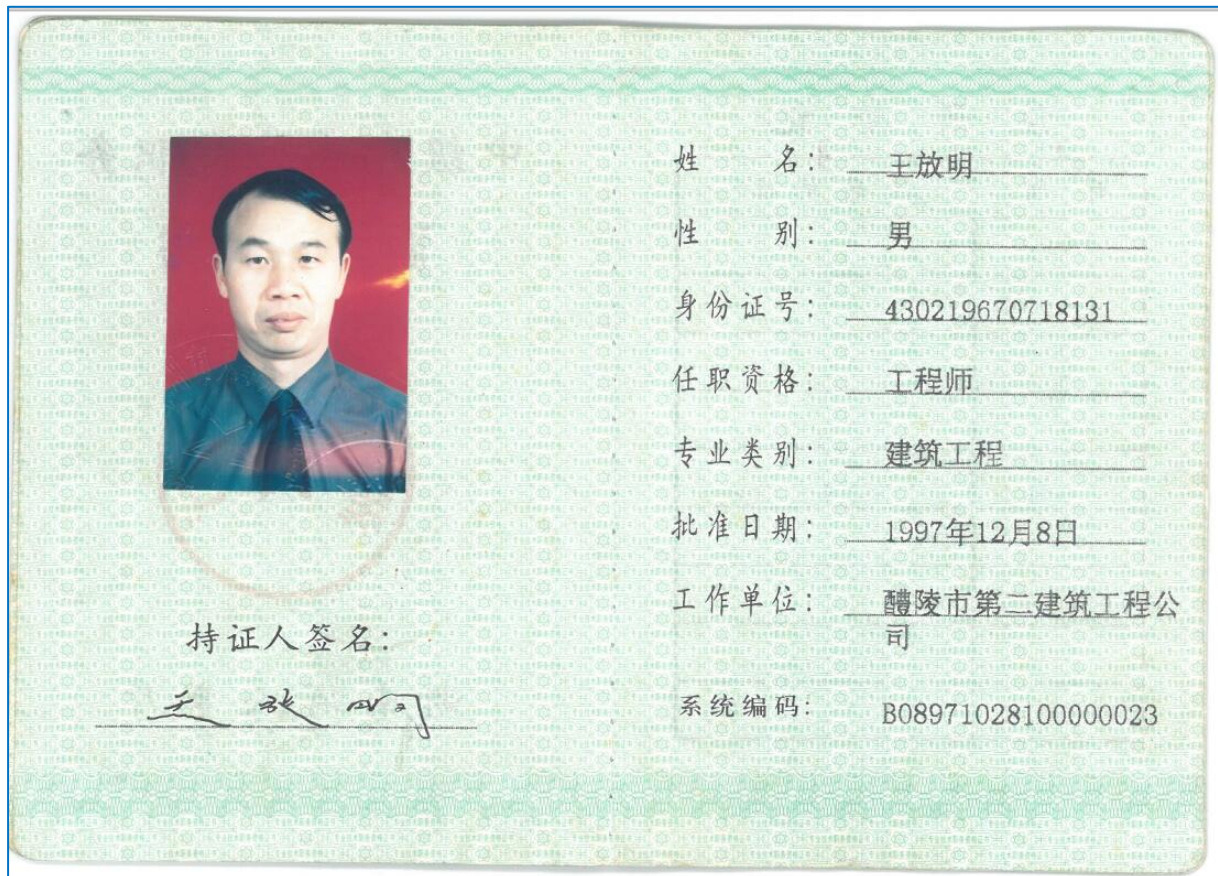 姓 名: 王放明
性 别: 男
身份证号: 430219670718131
任职资格: 工程师
专业类别: 建筑工程
批准日期: 1997年12月8日
工作单位: 醴陵市第二建筑工程公
司
系统编码: B08971028100000023
持证人签名:
王放明